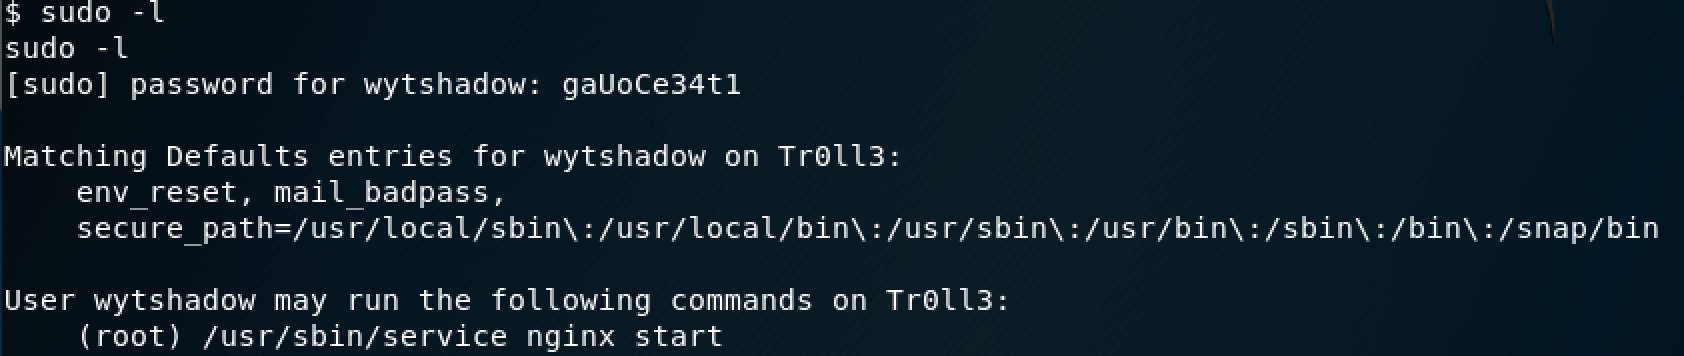 $ sudo -l
sudo -l
[sudo] password for wytshadow: gaUoCe34t1
Matching Defaults entries for wytshadow on Tr0ll3:
env_reset, mail_badpass,
secure_path=/usr/local/sbin\:/usr/local/bin\:/usr/sbin\:/usr/bin\:/sbin\:/bin\:/snap/bin
User wytshadow may run the following commands on Tr0ll3:
(root) /usr/sbin/service nginx start